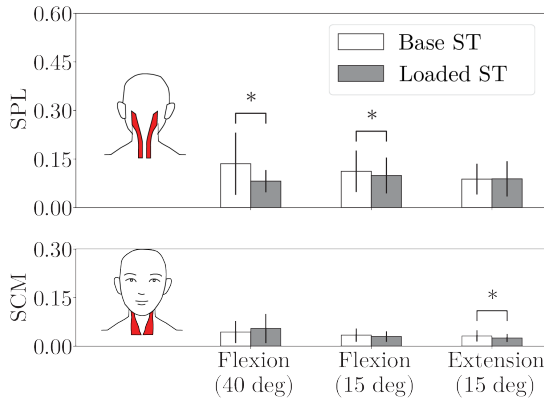 0.60
0.45
0.30
0.15
0.00
SPL
Base ST
Loaded ST
*
*
0.30
0.15
0.00
SCM
*
Flexion
(40 deg)
Flexion
(15 deg)
Extension
(15 deg)